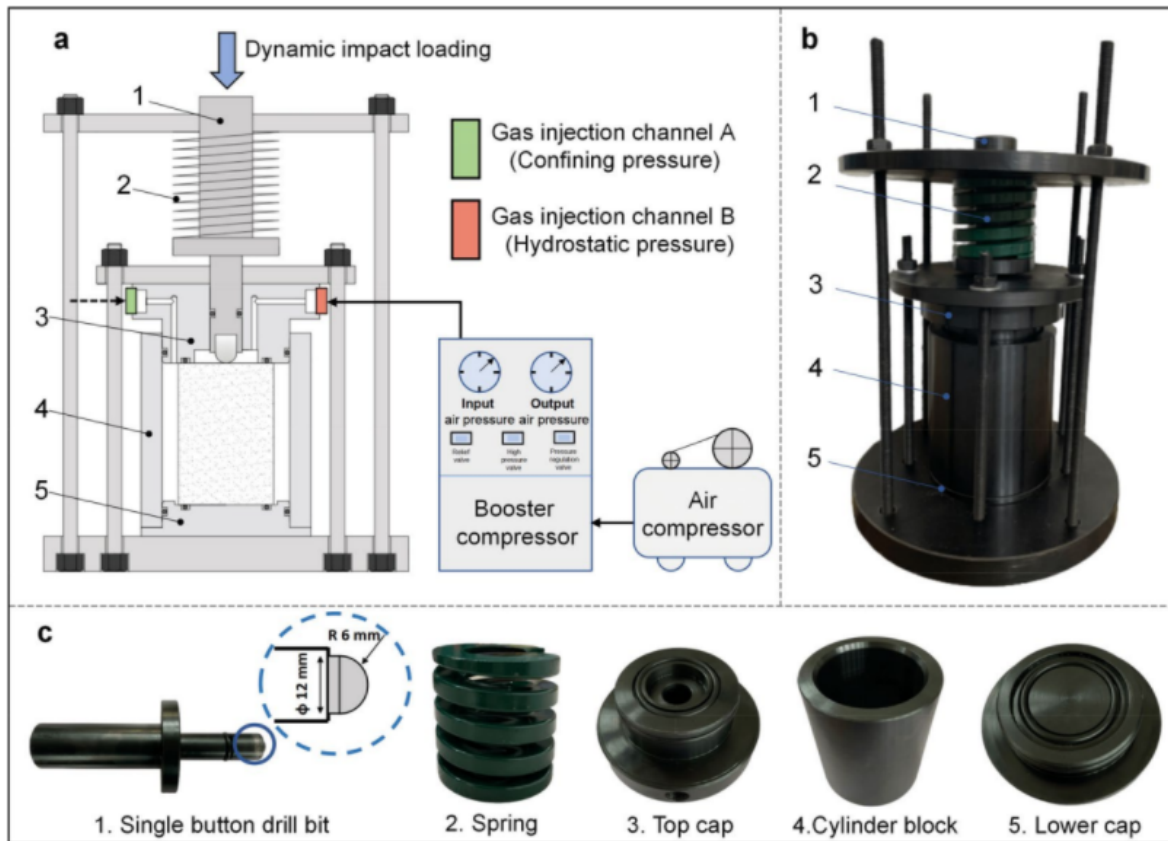 a
Dynamic impact loading
1
Gas injection channel A
(Confining pressure)
2
Gas injection channel B
(Hydrostatic pressure)
3
4
5
Input
air pressure
Output
air pressure
Relief
valve
High
pressure
valve
Pressure
regulation
valve
Booster
compressor
Air
compressor
b
1
2
3
4
5
c
R 6 mm
ϕ 12 mm
1. Single button drill bit
2. Spring
3. Top cap
4.Cylinder block
5. Lower cap